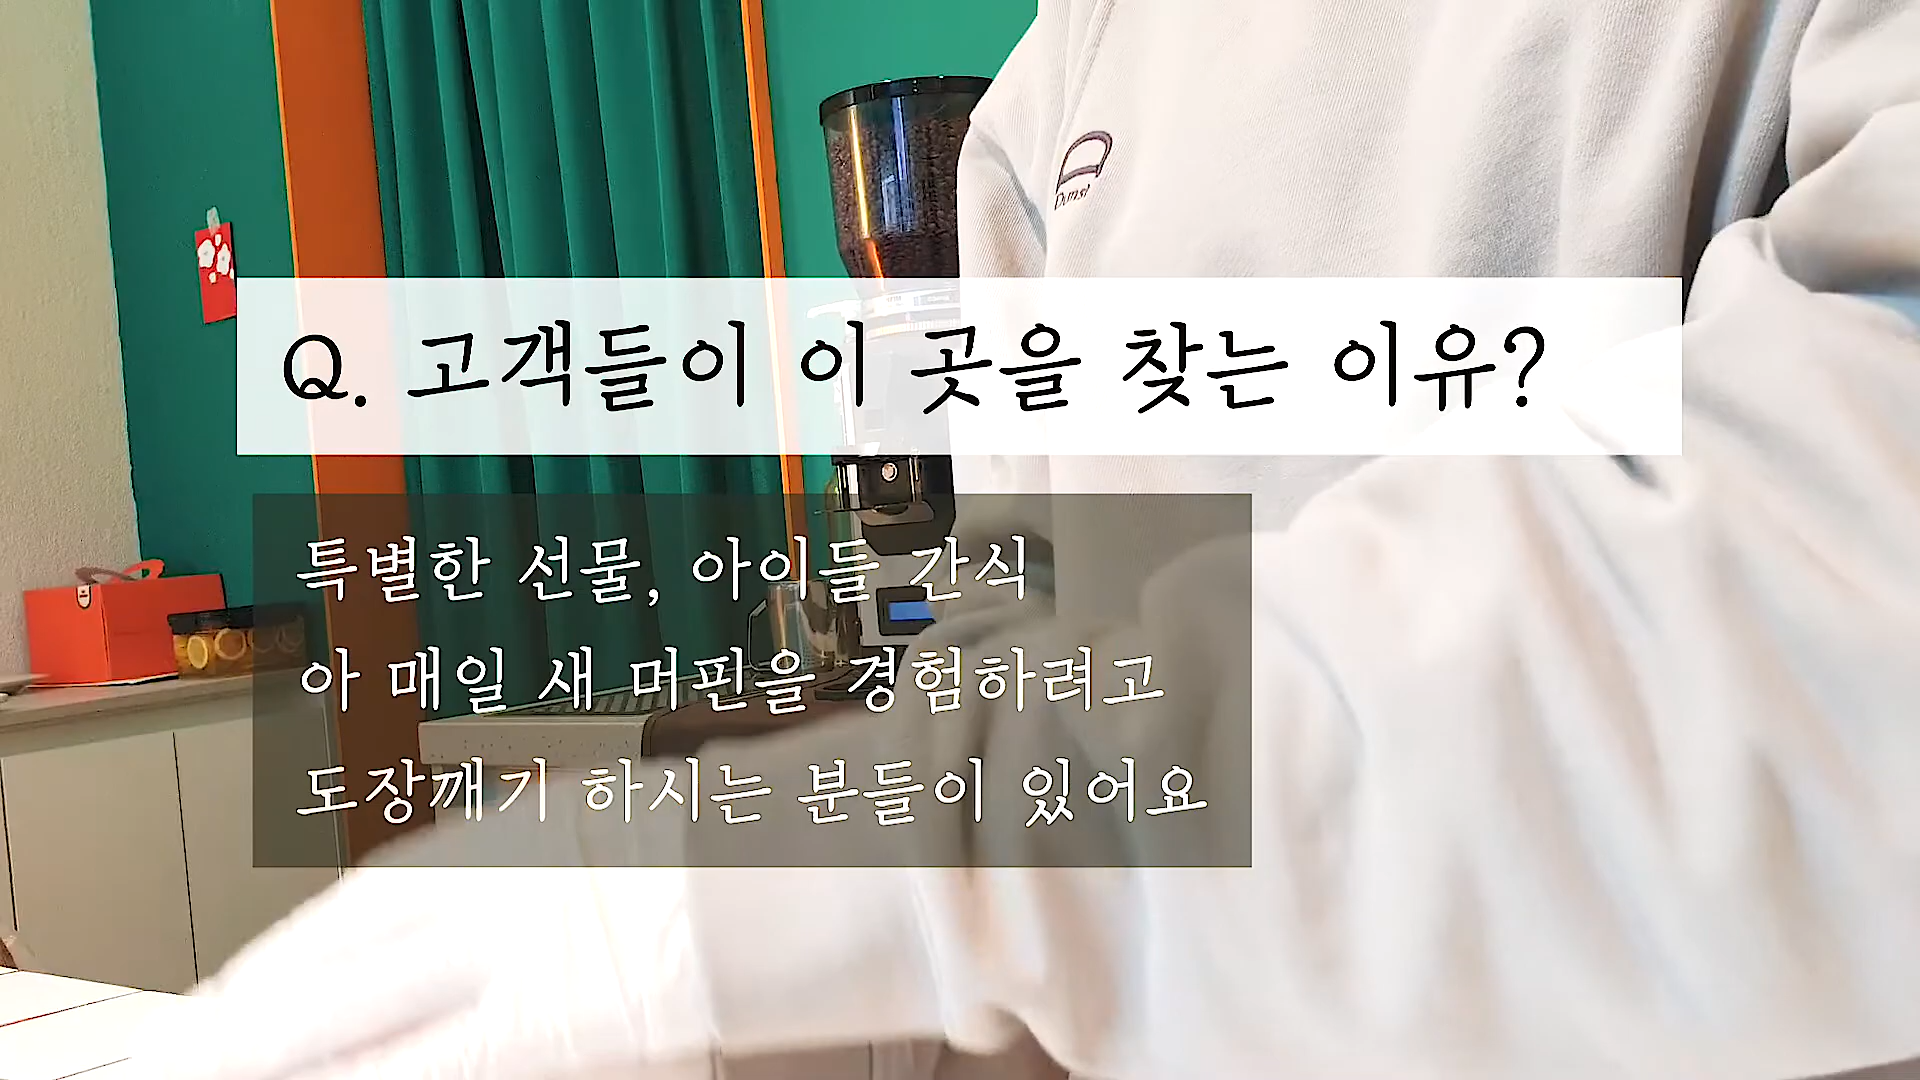 Q. 고객들이 이 곳을 찾는 이유?
특별한 선물, 아이들 간식
아 매일 새 머핀을 경험하려고
도장깨기 하시는 분들이 있어요